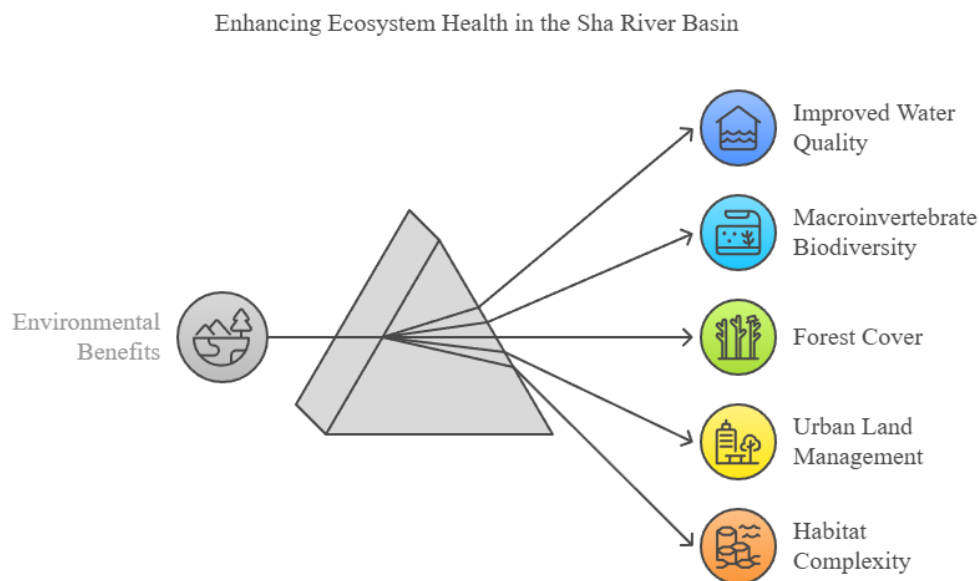 Enhancing Ecosystem Health in the Sha River Basin
Improved Water
Quality
Macroinvertebrate
Biodiversity
Environmental
Benefits
Forest Cover
Urban Land
Management
Habitat
Complexity